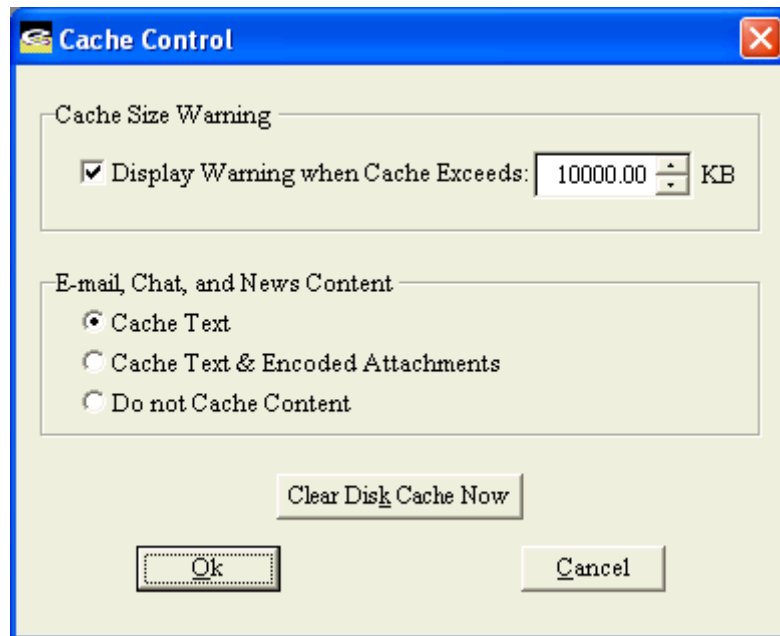 Cache Control
Cache Size Warning
Display Warning when Cache Exceeds: 10000.00 KB
E-mail, Chat, and News Content
Cache Text
Cache Text & Encoded Attachments
Do not Cache Content
Clear Disk Cache Now
Ok Cancel